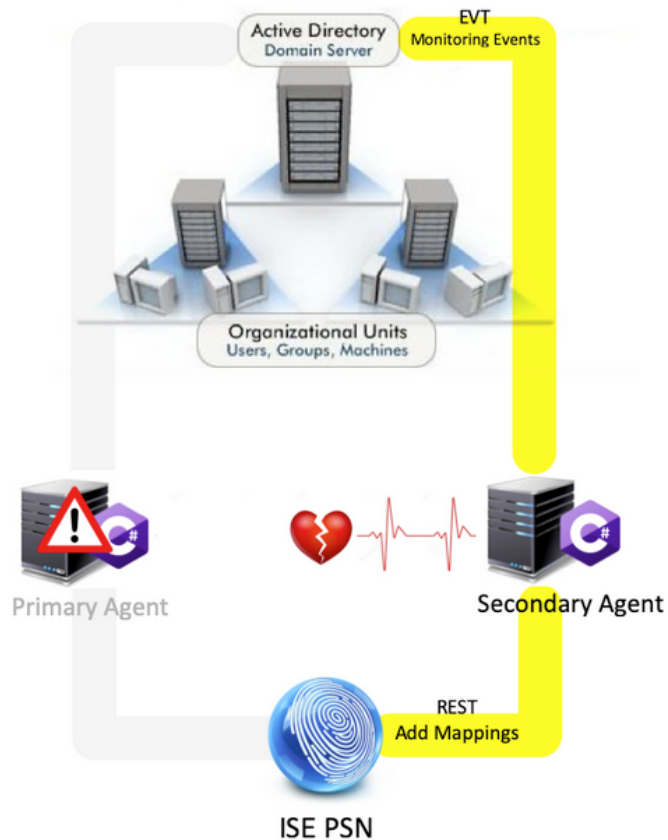 Active Directory
Domain Server
EVT
Monitoring Events
Organizational Units
Users, Groups, Machines
C#
C#
Primary Agent
Secondary Agent
REST
Add Mappings
ISE PSN